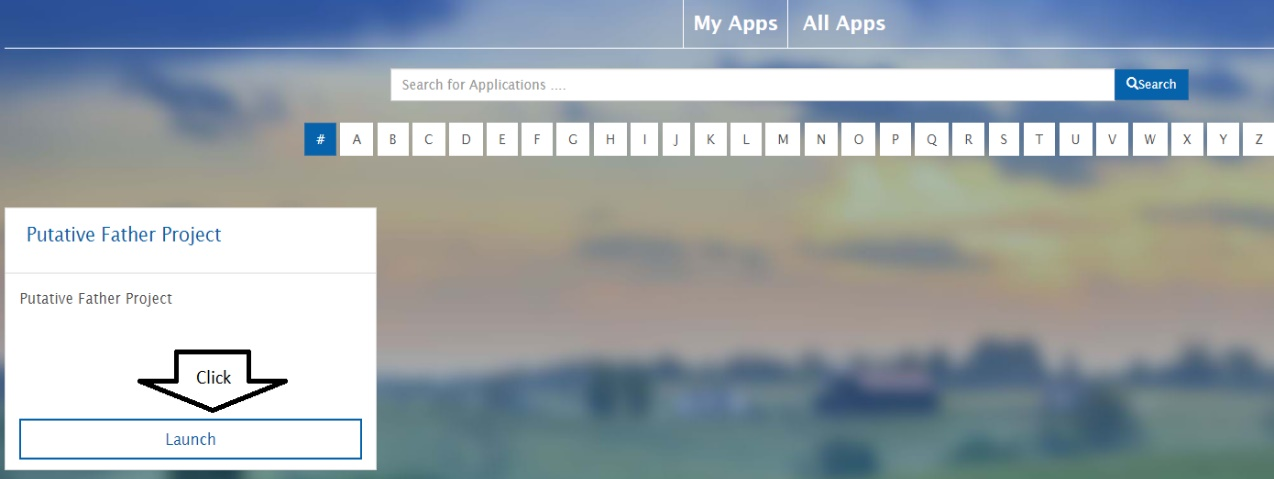 My Apps All Apps
Search for Applications ....
Search
# A B C D E F G H I J K L M N O P Q R S T U V W X Y Z
Putative Father Project
Putative Father Project
Click
Launch